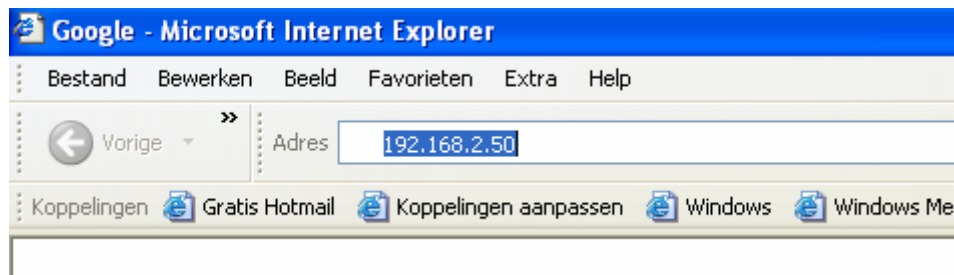 Google - Microsoft Internet Explorer
Bestand Bewerken Beeld Favorieten Extra Help
Vorige » Adres 192.168.2.50
Koppelingen Gratis Hotmail Koppelingen aanpassen Windows Windows Me